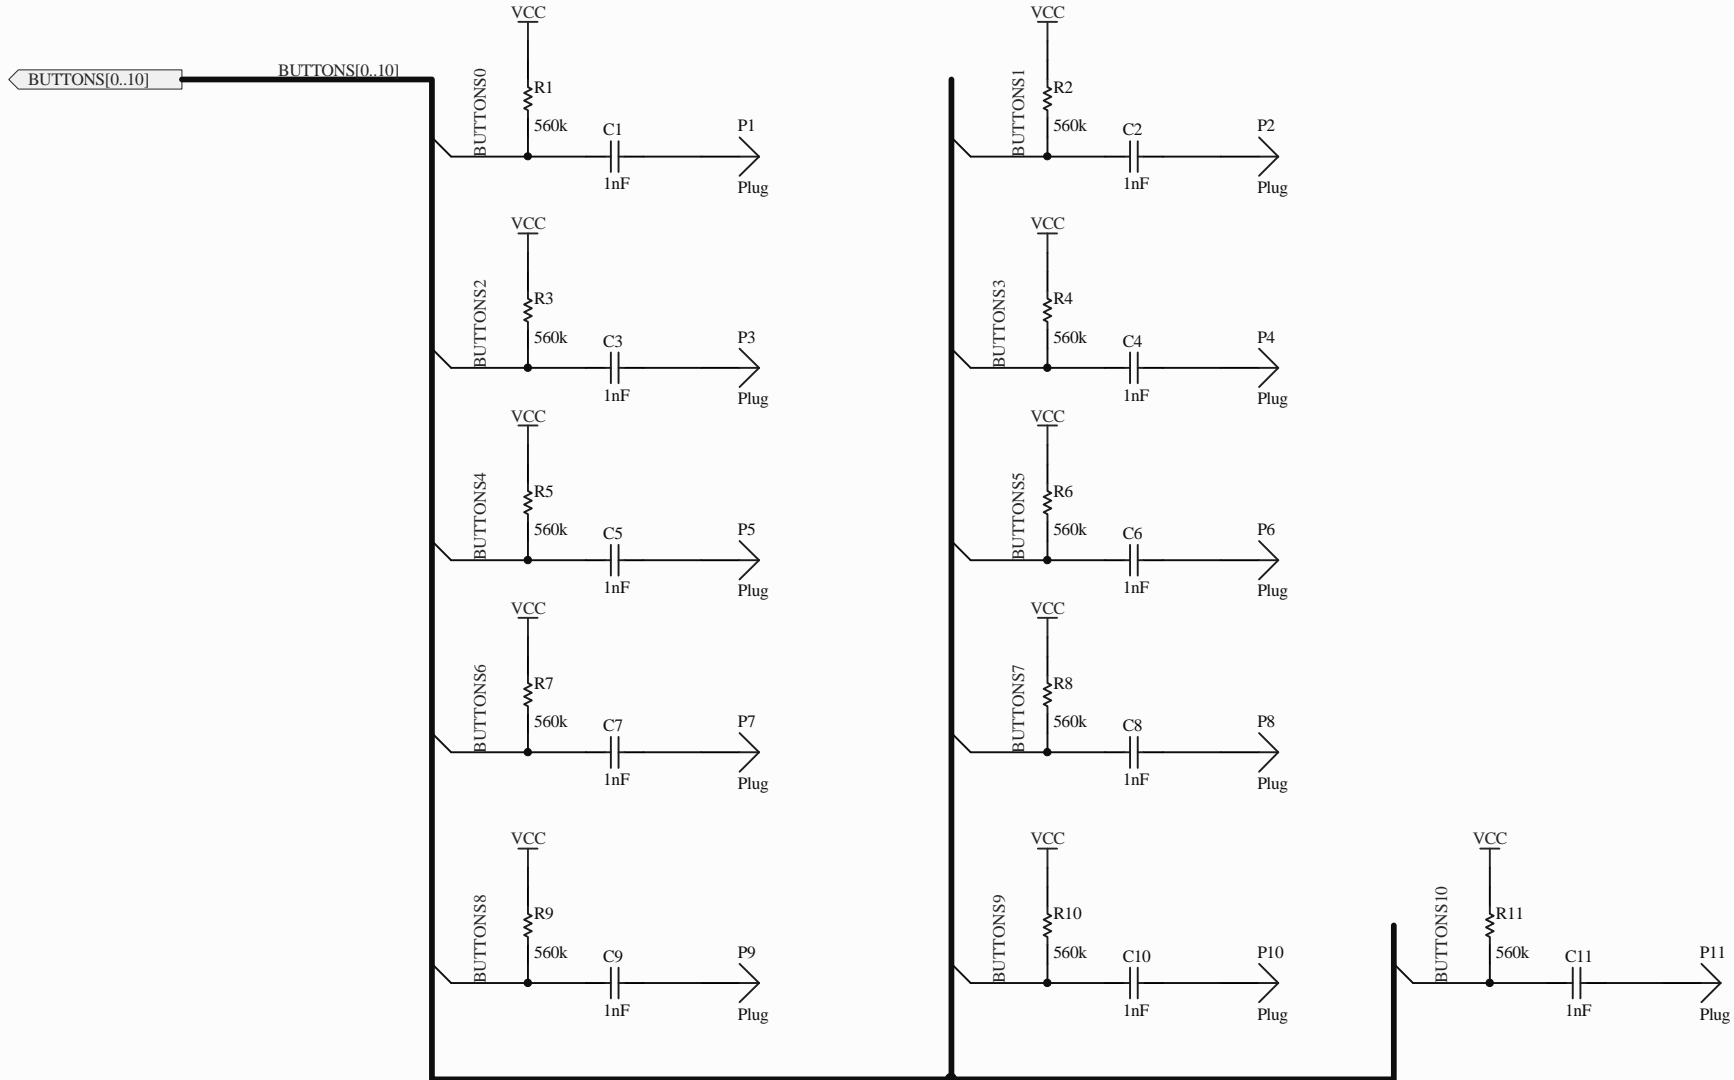 VCC
VCC
BUTTONS[0..10]
BUTTONS[0..10]
BUTTONS0
R1
560k
C1
1nF
P1
Plug
BUTTONS1
R2
560k
C2
1nF
P2
Plug
VCC
BUTTONS2
R3
560k
C3
1nF
P3
Plug
VCC
BUTTONS3
R4
560k
C4
1nF
P4
Plug
VCC
BUTTONS4
R5
560k
C5
1nF
P5
Plug
VCC
BUTTONS5
R6
560k
C6
1nF
P6
Plug
VCC
BUTTONS6
R7
560k
C7
1nF
P7
Plug
VCC
BUTTONS7
R8
560k
C8
1nF
P8
Plug
VCC
BUTTONS8
R9
560k
C9
1nF
P9
Plug
VCC
BUTTONS9
R10
560k
C10
1nF
P10
Plug
VCC
BUTTONS10
R11
560k
C11
1nF
P11
Plug